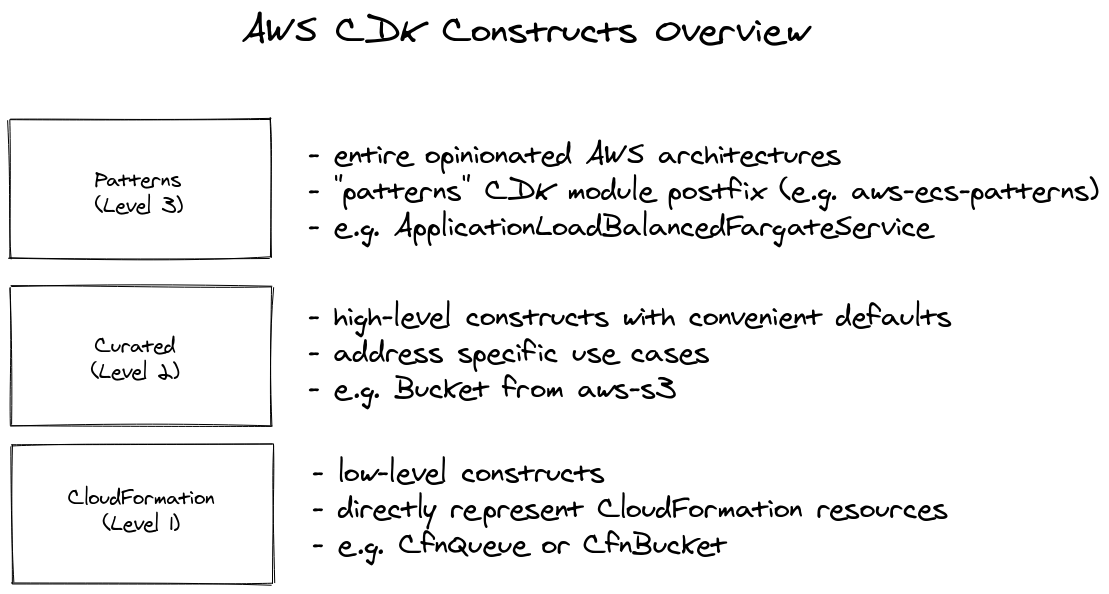 AWS CDK Constructs Overview
Patterns
(Level 3)
- entire opinionated AWS architectures
- "patterns" CDK module postfix (e.g. aws-ecs-patterns)
- e.g. ApplicationLoadBalancedFargateService
Curated
(Level 2)
- high-level constructs with convenient defaults
- address specific use cases
- e.g. Bucket from aws-s3
CloudFormation
(Level 1)
- low-level constructs
- directly represent CloudFormation resources
- e.g. CfnQueue or CfnBucket